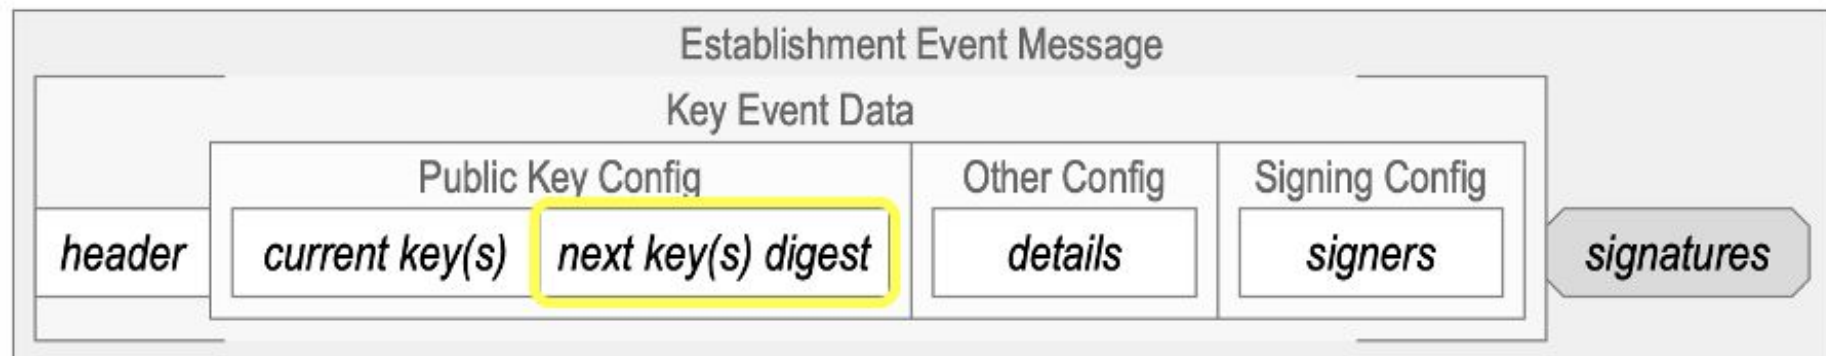 Establishment Event Message
Key Event Data
Public Key Config Other Config Signing Config
header current key(s) next key(s) digest details signers signatures